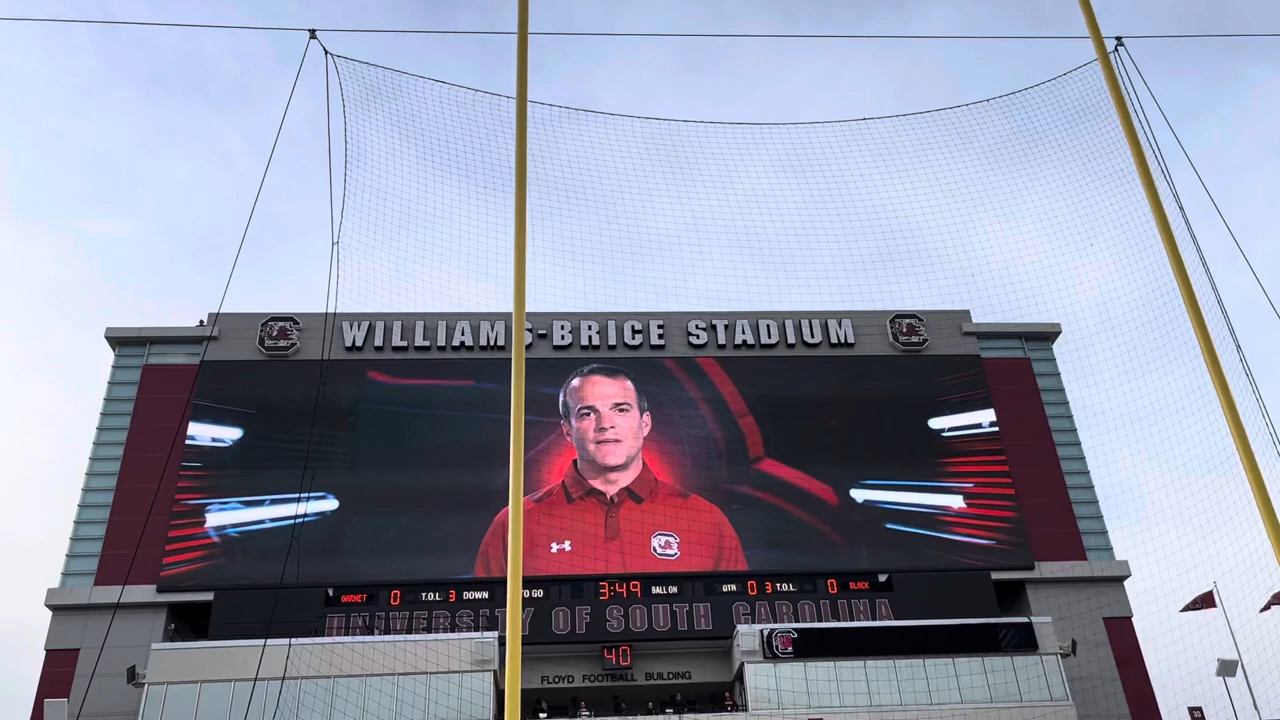 WILLIAMS-BRICE STADIUM
GARNET 0 T.O.L. 3 DOWN TO GO 3:49 BALL ON QTR 0 3 T.O.L. 0 BLACK
UNIVERSITY OF SOUTH CAROLINA
40
FLOYD FOOTBALL BUILDING